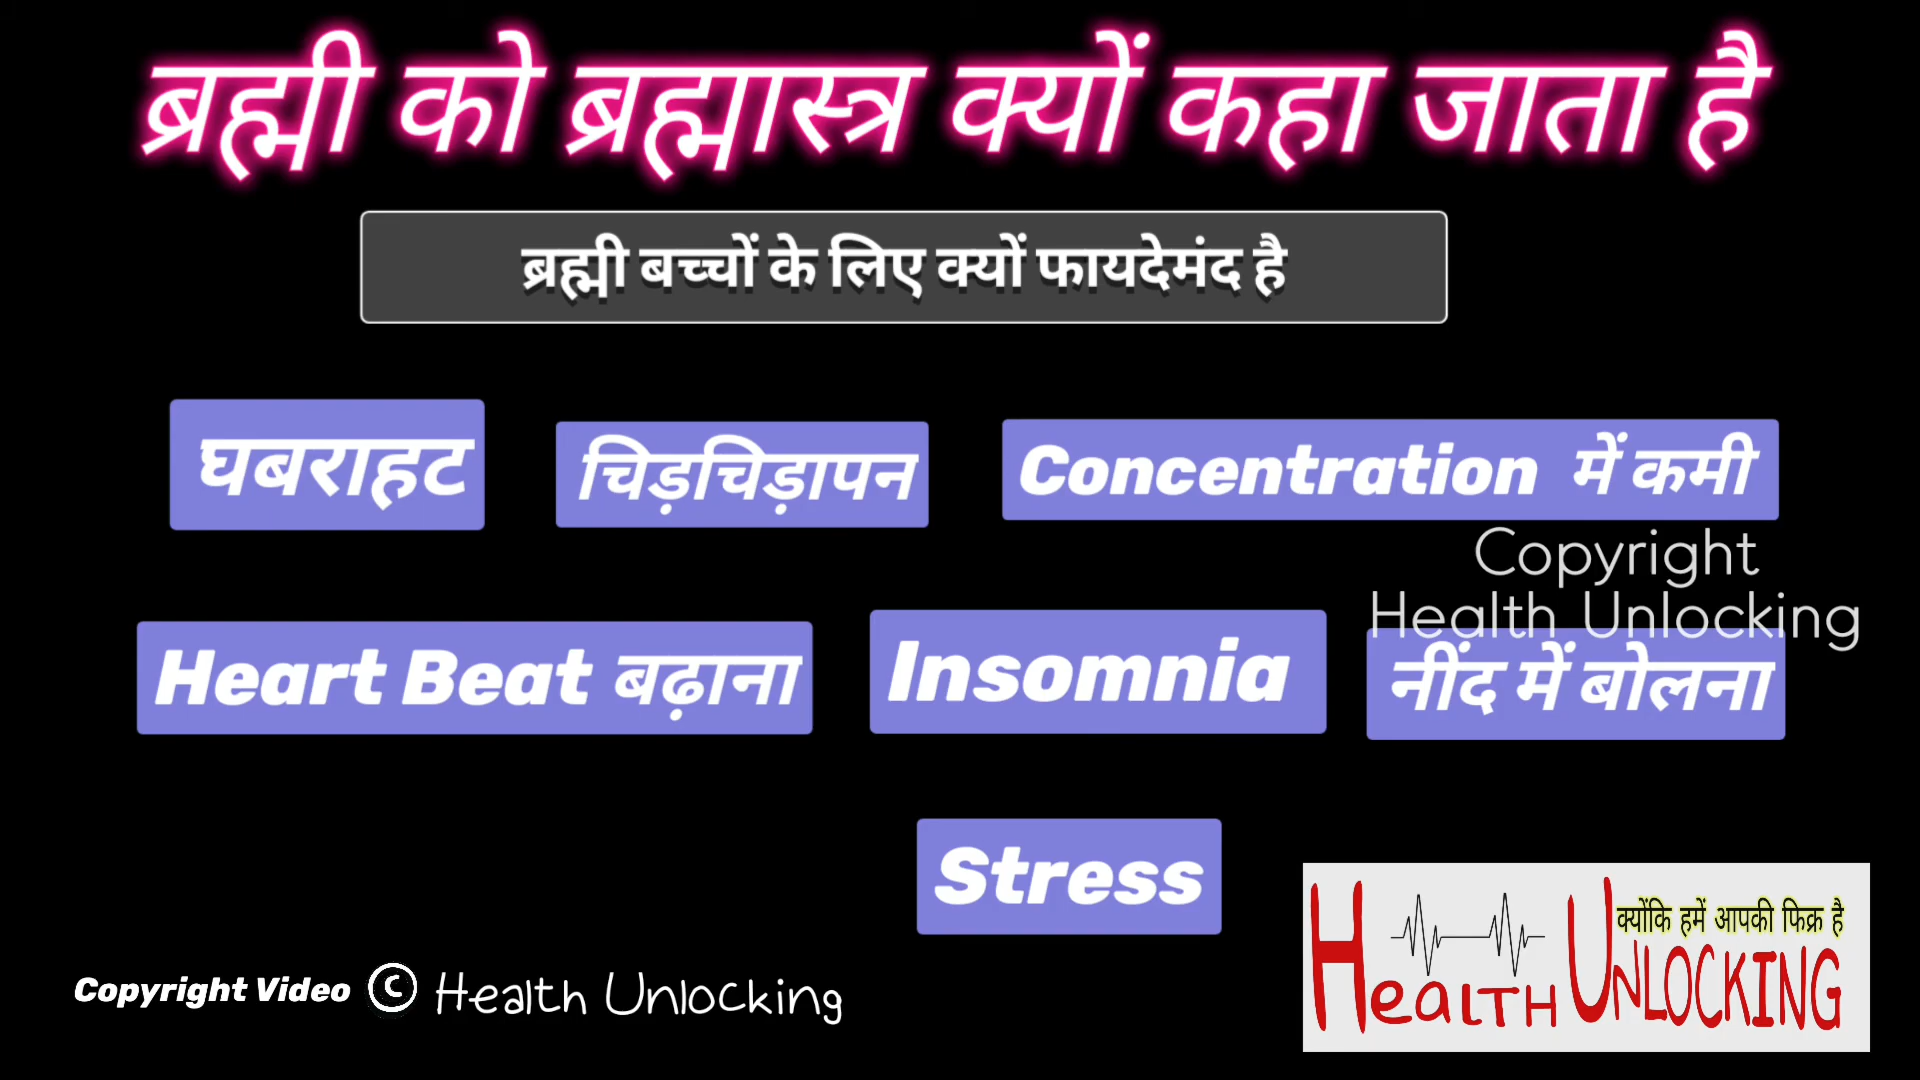 ब्रह्मी को ब्रह्मास्त्र क्यों कहा जाता है
ब्रह्मी बच्चों के लिए क्यों फायदेमंद है
घबराहट
चिड़चिड़ापन
Concentration में कमी
Copyright
Health Unlocking
Heart Beat बढ़ाना
Insomnia
नींद में बोलना
Stress
क्योंकि हमें आपकी फिक्र है
HEALTH UNLOCKING
Copyright Video © Health Unlocking